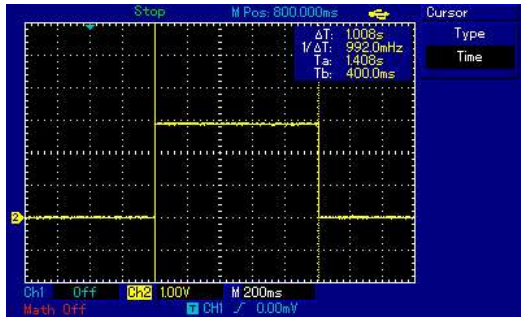 Stop M Pos: 800.000ms Cursor
ΔT: 1.008s
1/ΔT: 992.0mHz
Ta: 1.408s
Tb: 400.0ms
Type
Time
2
Ch1 Off Ch2 1.00V M 200ms
Math Off T CH1 / 0.00mV